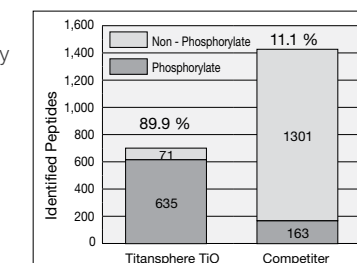 y
1,600
1,400
1,200
1,000
800
600
400
200
0
Identified Peptides
Non - Phosphorylate
Phosphorylate
11.1 %
89.9 %
71
635
1301
163
Titansphere TiO
Competiter